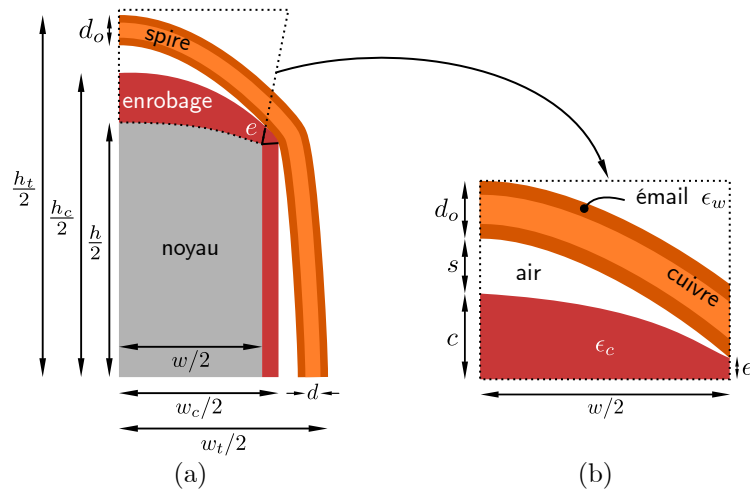 d_o
spire
enrobage
e
h_t/2
h_c/2
h/2
noyau
w/2
w_c/2
d
w_t/2
(a)
émail ϵ_w
d_o
s
air
cuivre
c
ϵ_c
e
w/2
(b)